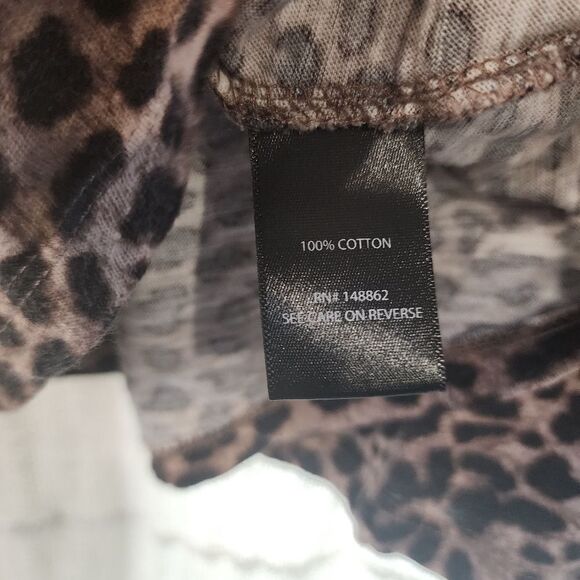 100% COTTON
RN# 148862
SEE CARE ON REVERSE